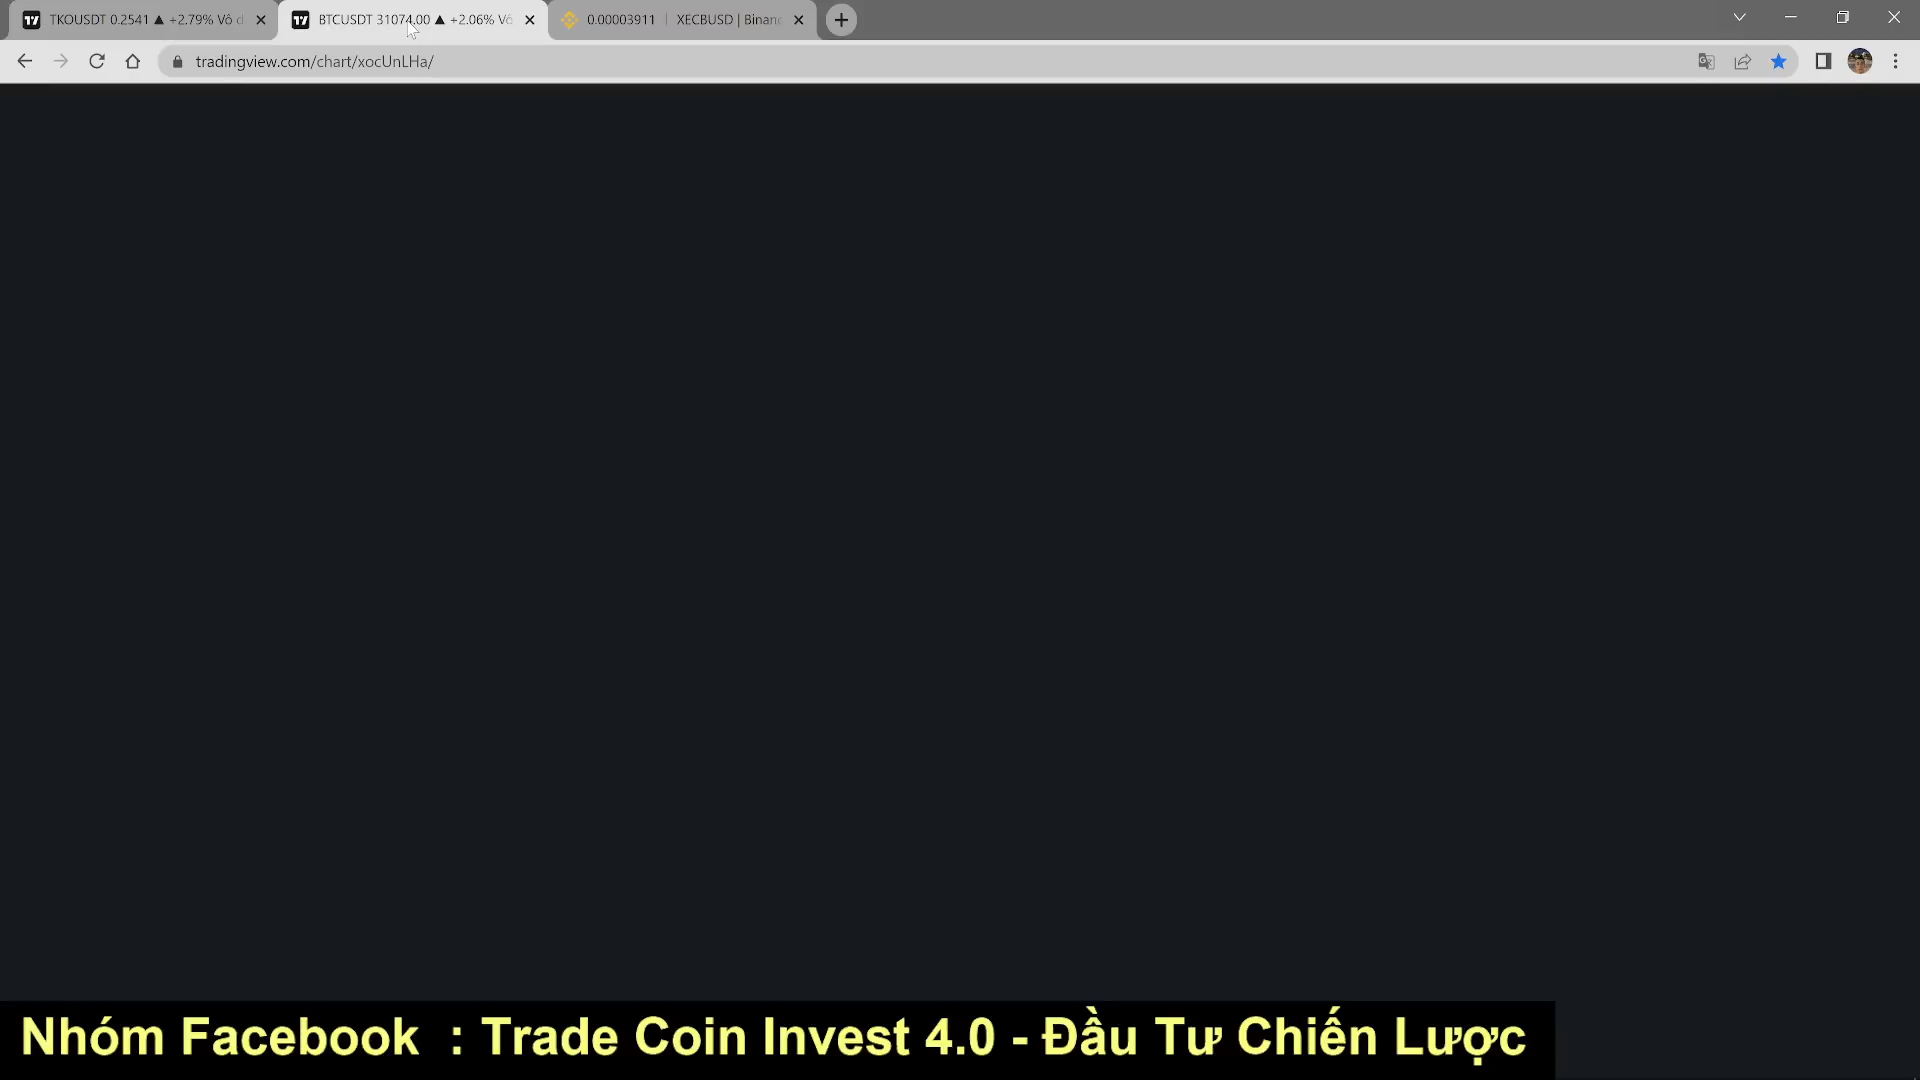 TKOUSDT 0.2541 ▲ +2.79% Vô d
BTCUSDT 31074.00 ▲ +2.06% Vô
0.00003911 | XECBUSD | Binanc
tradingview.com/chart/xocUnLHa/
Nhóm Facebook : Trade Coin Invest 4.0 - Đầu Tư Chiến Lược